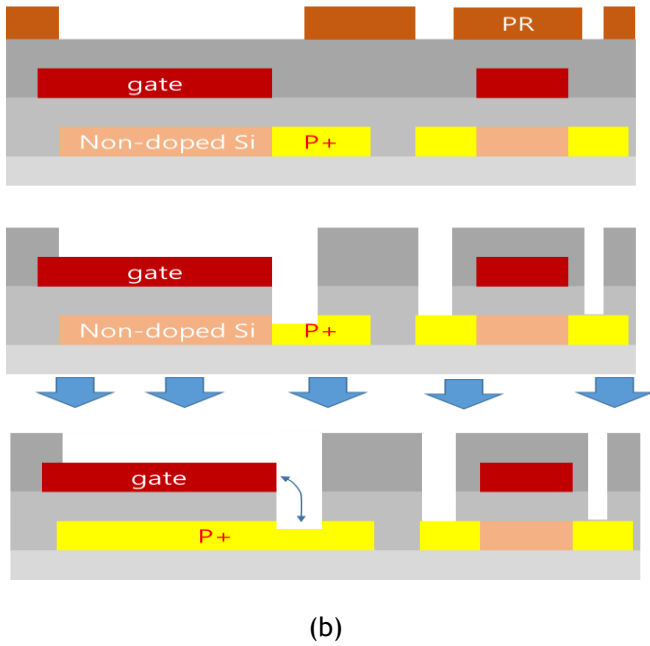 PR
gate
Non-doped Si P+
gate
Non-doped Si P+
gate
P+
(b)